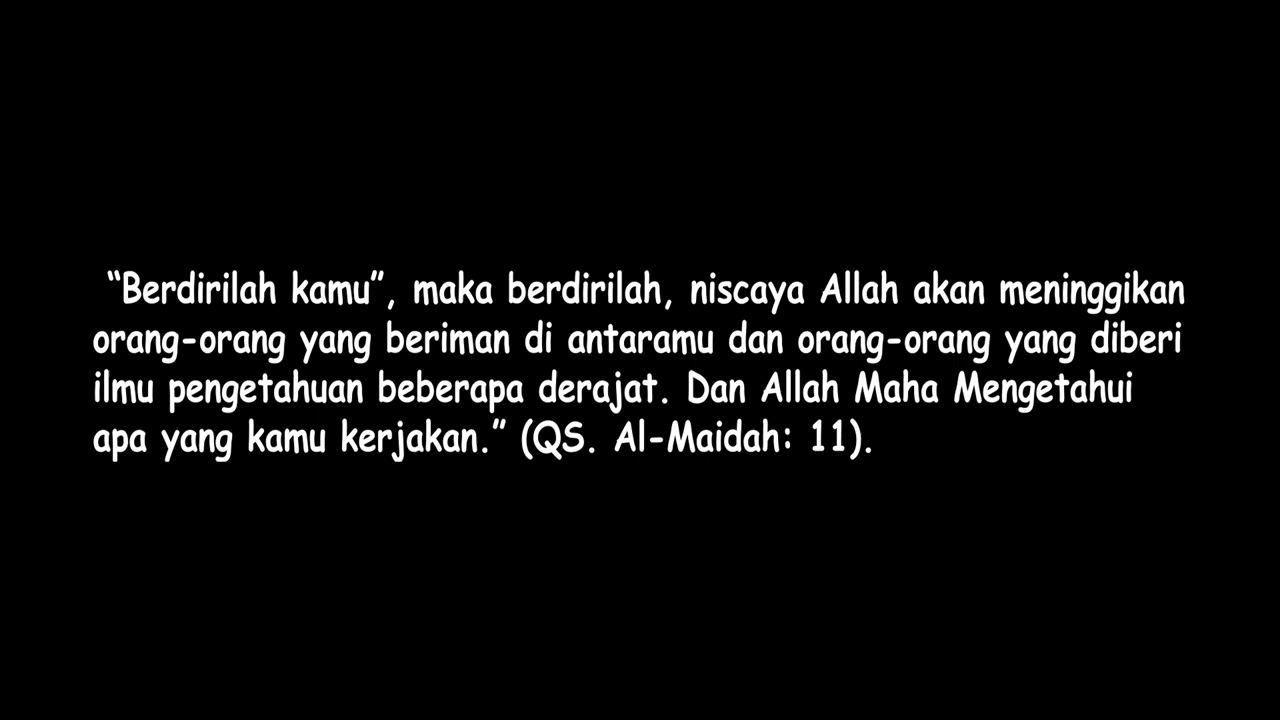 “Berdirilah kamu”, maka berdirilah, niscaya Allah akan meninggikan
orang-orang yang beriman di antaramu dan orang-orang yang diberi
ilmu pengetahuan beberapa derajat. Dan Allah Maha Mengetahui
apa yang kamu kerjakan.” (QS. Al-Maidah: 11).